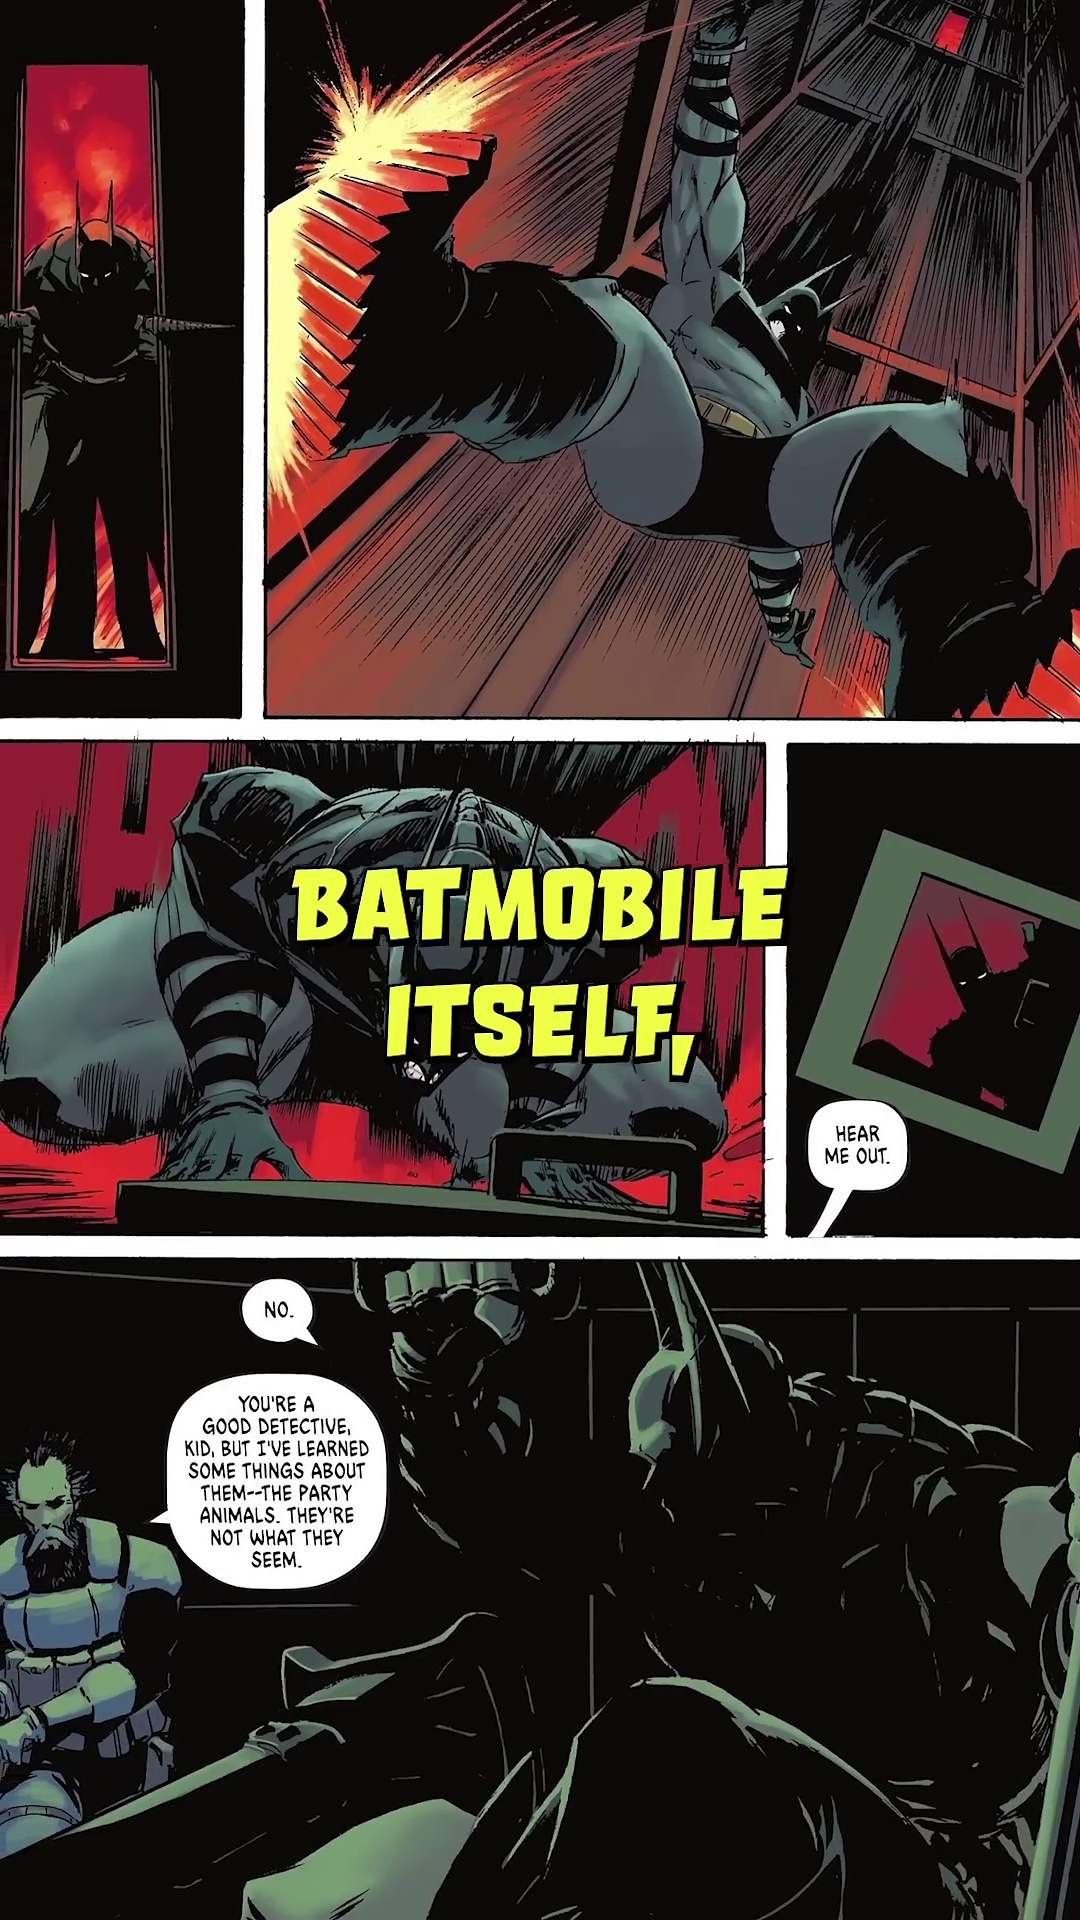 BATMOBILE
ITSELF,
HEAR
ME OUT.
NO.
YOU'RE A
GOOD DETECTIVE,
KID, BUT I'VE LEARNED
SOME THINGS ABOUT
THEM--THE PARTY
ANIMALS. THEY'RE
NOT WHAT THEY
SEEM.